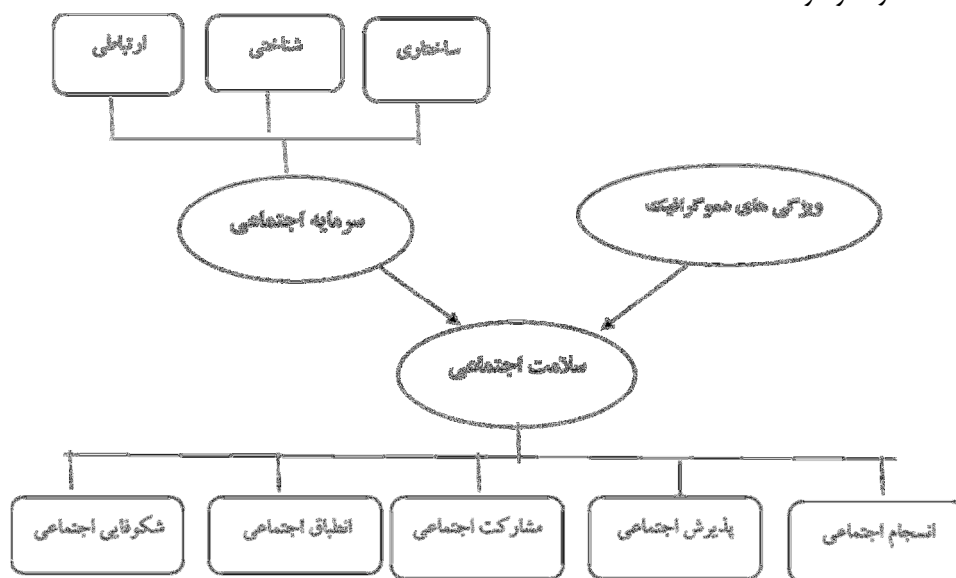 ساختاری
شناختی
ارتباطی
ویژگی های دموگرافیک
سرمایه اجتماعی
سلامت اجتماعی
انسجام اجتماعی
پذیرش اجتماعی
مشارکت اجتماعی
انطباق اجتماعی
شکوفایی اجتماعی